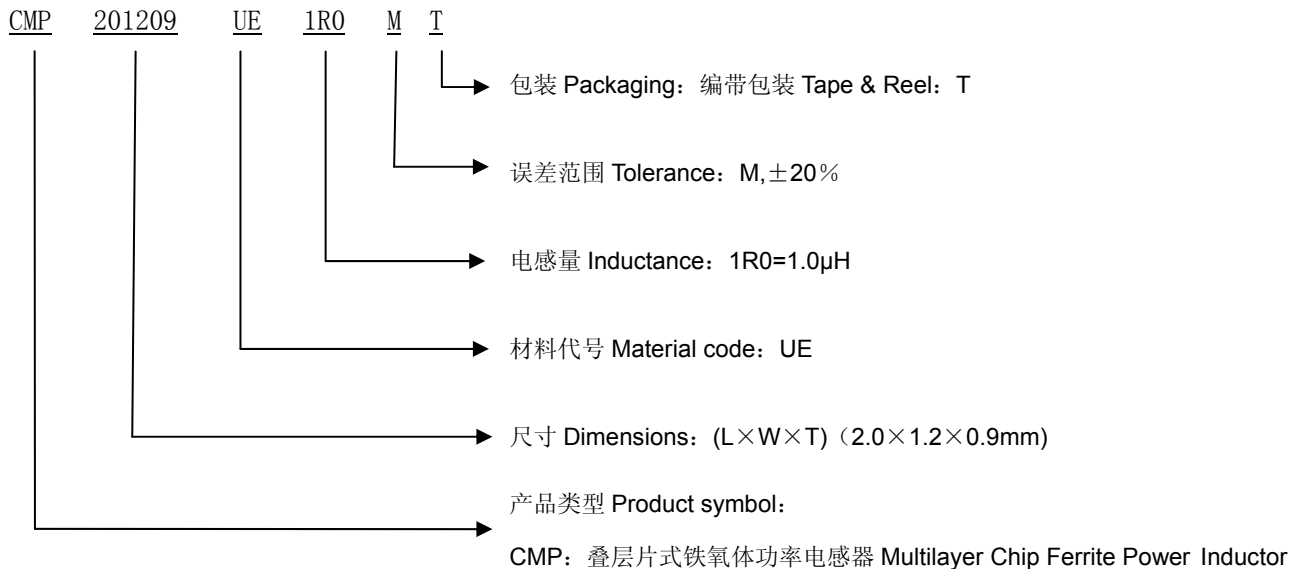 CMP 201209 UE 1R0 M T
包装 Packaging：编带包装 Tape & Reel：T
误差范围 Tolerance：M,±20％
电感量 Inductance：1R0=1.0μH
材料代号 Material code：UE
尺寸 Dimensions：(L×W×T)（2.0×1.2×0.9mm)
产品类型 Product symbol：
CMP：叠层片式铁氧体功率电感器 Multilayer Chip Ferrite Power Inductor